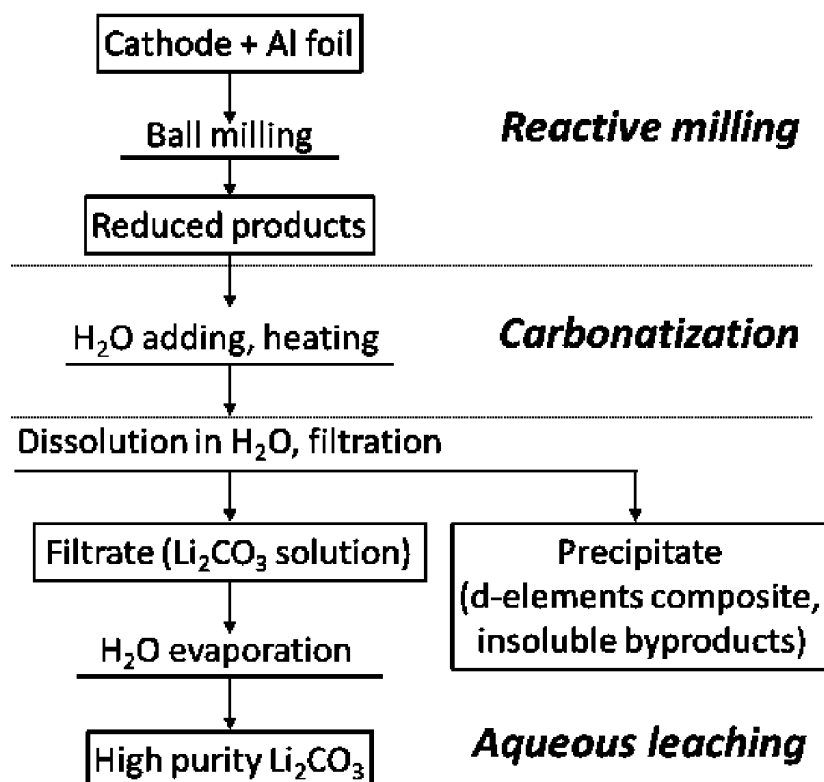 Cathode + Al foil
Ball milling
Reactive milling
Reduced products
H₂O adding, heating
Carbonatization
Dissolution in H₂O, filtration
Filtrate (Li₂CO₃ solution)
Precipitate
(d-elements composite,
insoluble byproducts)
H₂O evaporation
High purity Li₂CO₃
Aqueous leaching